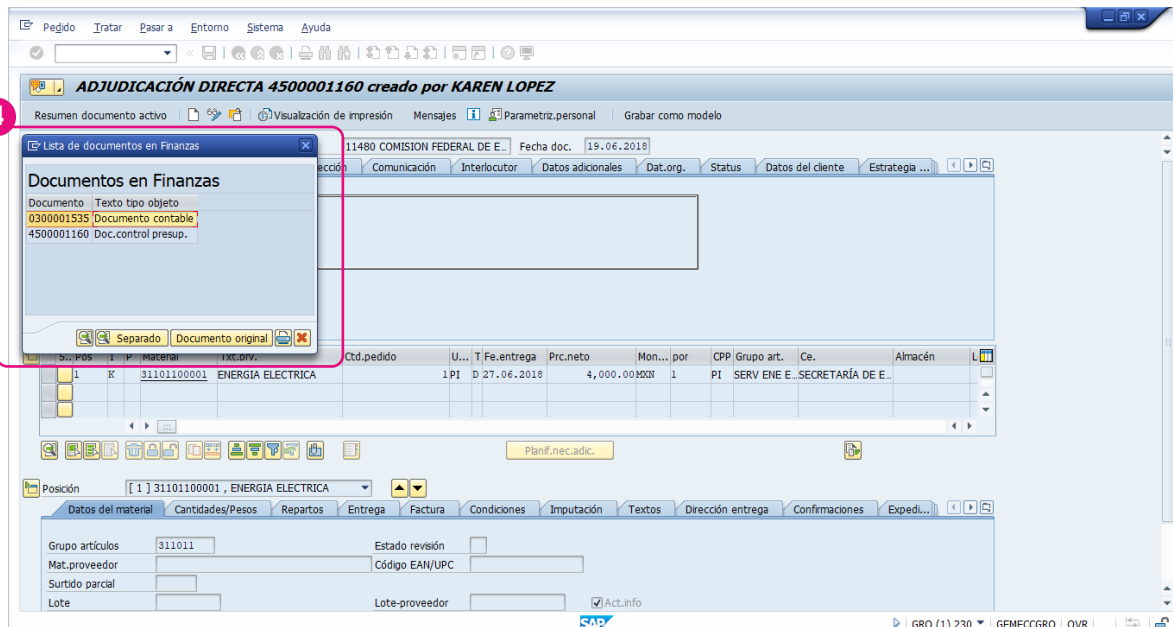 Pedido Tratar Pasar a Entorno Sistema Ayuda
ADJUDICACIÓN DIRECTA 4500001160 creado por KAREN LOPEZ
Resumen documento activo Visualización de impresión Mensajes Parametriz.personal Grabar como modelo
4
Lista de documentos en Finanzas
11480 COMISION FEDERAL DE E.. Fecha doc. 19.06.2018
ección Comunicación Interlocutor Datos adicionales Dat.org. Status Datos del cliente Estrategia ...
Documentos en Finanzas
Documento Texto tipo objeto
0300001535 Documento contable
4500001160 Doc.control presup.
Separado Documento original
S.. Pos I P Material Txt.brv. Ctd.pedido U... T Fe.entrega Prc.neto Mon... por CPP Grupo art. Ce. Almacén L
1 K 31101100001 ENERGIA ELECTRICA 1 PI D 27.06.2018 4,000.00 MXN 1 PI SERV ENE E.. SECRETARÍA DE E..
Planif.nec.adic.
Posición [ 1 ] 31101100001 , ENERGIA ELECTRICA
Datos del material Cantidades/Pesos Repartos Entrega Factura Condiciones Imputación Textos Dirección entrega Confirmaciones Expedi...
Grupo artículos 311011 Estado revisión
Mat.proveedor Código EAN/UPC
Surtido parcial
Lote Lote-proveedor Act.info
SAP GRQ (1) 230 GEMECCGRO OVR